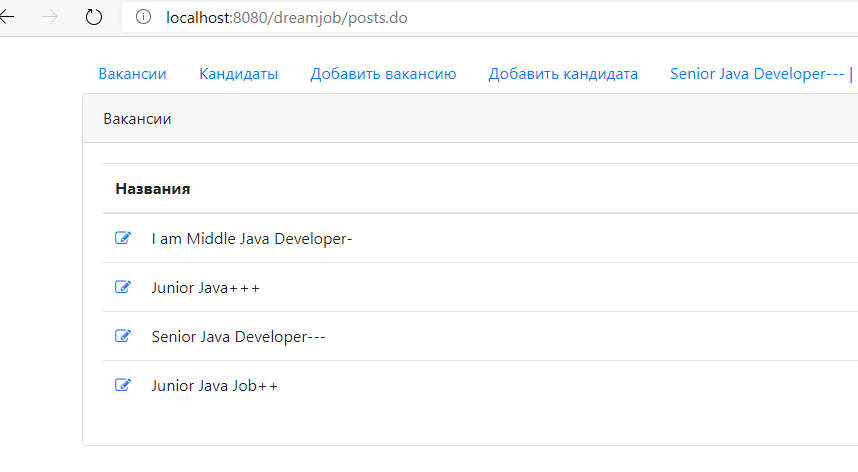 localhost:8080/dreamjob/posts.do
Вакансии Кандидаты Добавить вакансию Добавить кандидата Senior Java Developer--- |
Вакансии
Названия
I am Middle Java Developer-
Junior Java+++
Senior Java Developer---
Junior Java Job++